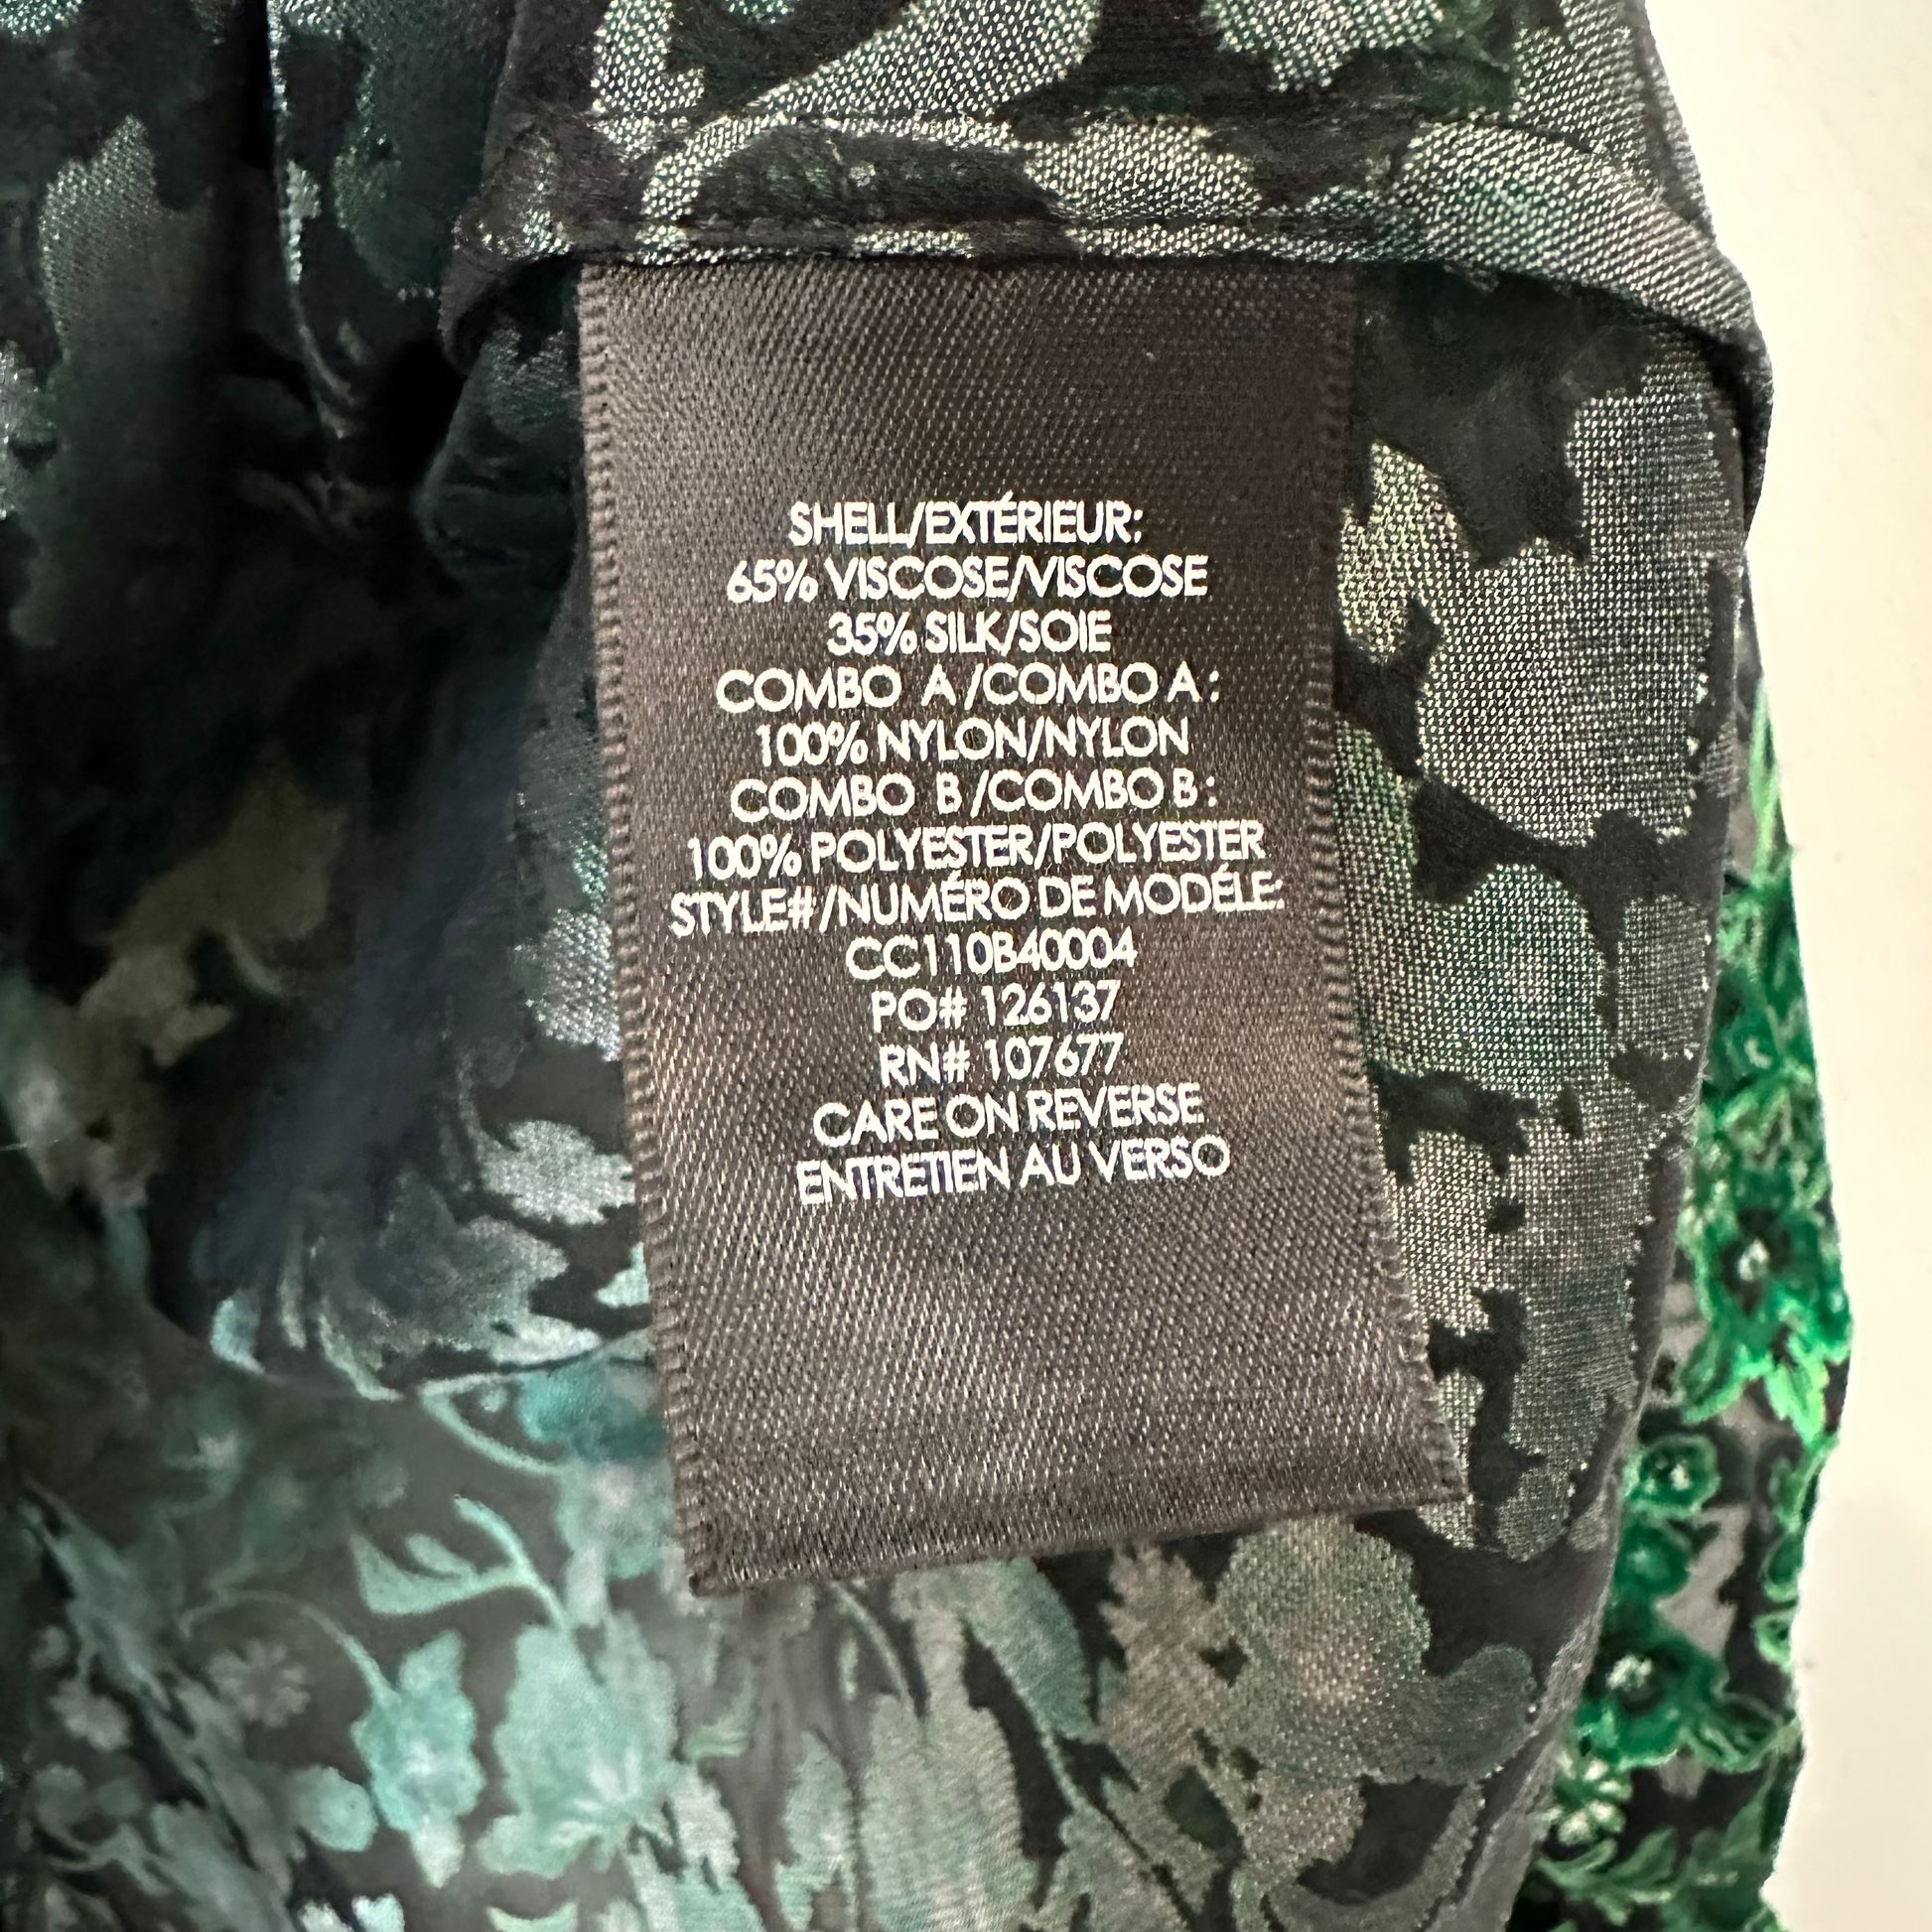 SHELL/EXTÉRIEUR:
65% VISCOSE/VISCOSE
35% SILK/SOIE
COMBO A /COMBO A :
100% NYLON/NYLON
COMBO B /COMBO B :
100% POLYESTER/POLYESTER
STYLE# /NUMÉRO DE MODÉLE:
CC110B40004
PO# 126137
RN# 107677
CARE ON REVERSE
ENTRETIEN AU VERSO